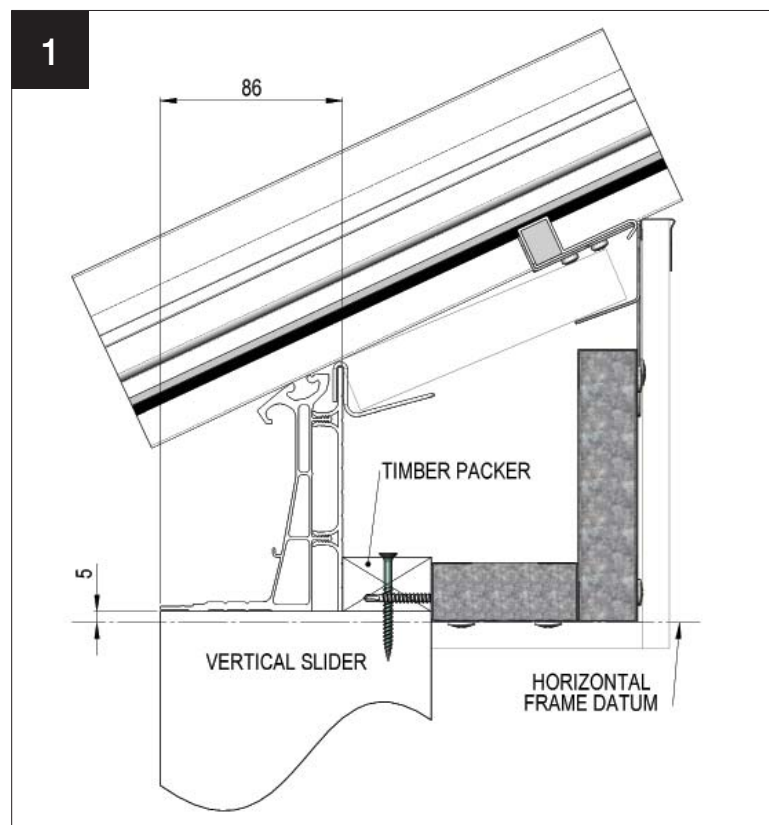 1
86
TIMBER PACKER
5
VERTICAL SLIDER
HORIZONTAL
FRAME DATUM